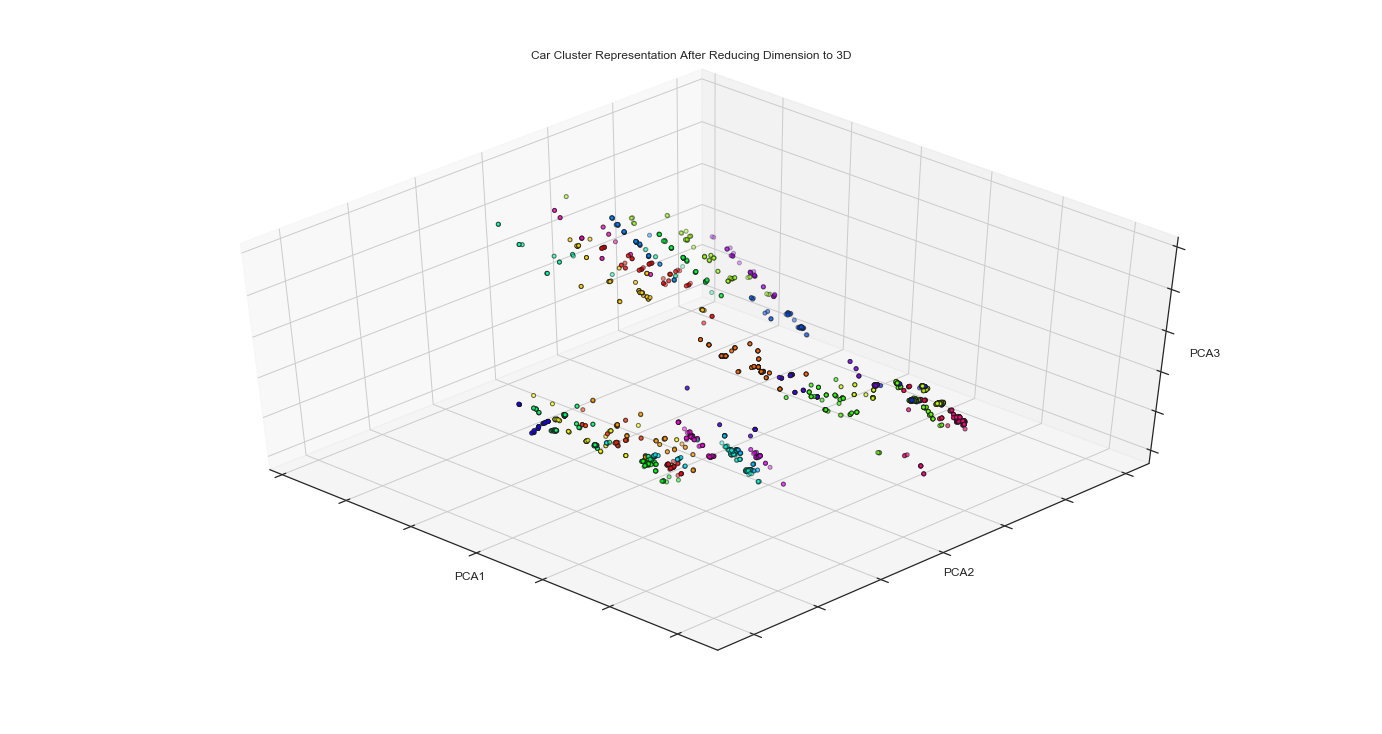 Car Cluster Representation After Reducing Dimension to 3D
PCA3
PCA1
PCA2